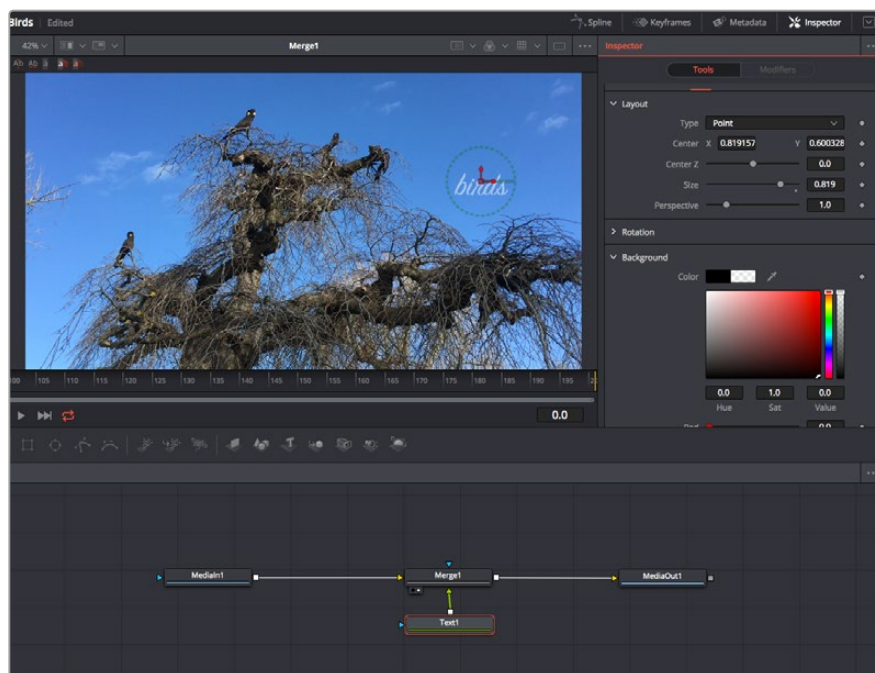 Birds Edited Spline Keyframes Metadata Inspector
42% Merge1 Inspector
Tools Modifiers
Layout
Type Point
Center X 0.819157 Y 0.600328
Center Z 0.0
Size 0.819
Perspective 1.0
Rotation
Background
Color
birds
105 110 115 120 125 130 135 140 145 150 155 160 165 170 175 180 185 190 195
0.0 1.0 0.0
Hue Sat Value
0.0
MediaIn1 Merge1 MediaOut1
Text1